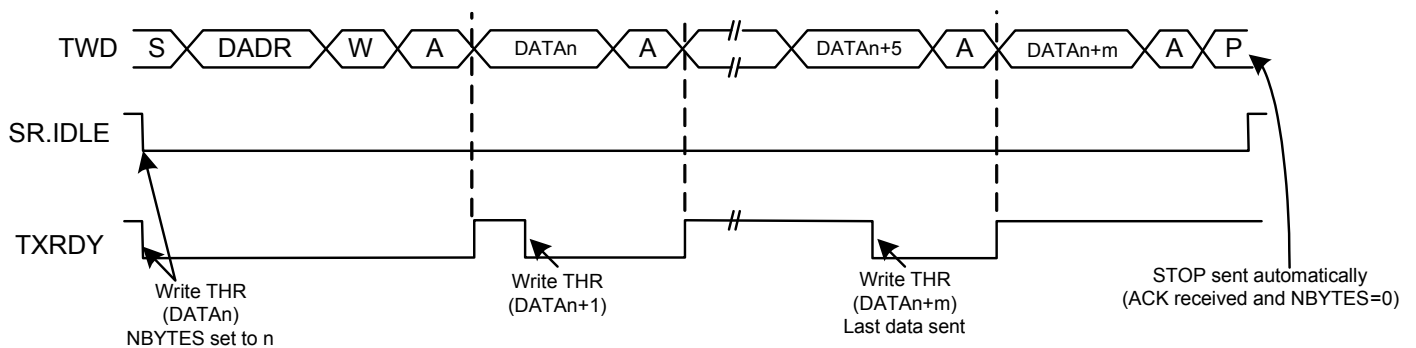 TWD S DADR W A DATAn A DATAn+5 A DATAn+m A P
SR.IDLE
TXRDY
Write THR
(DATAn)
NBYTES set to n
Write THR
(DATAn+1)
Write THR
(DATAn+m)
Last data sent
STOP sent automatically
(ACK received and NBYTES=0)